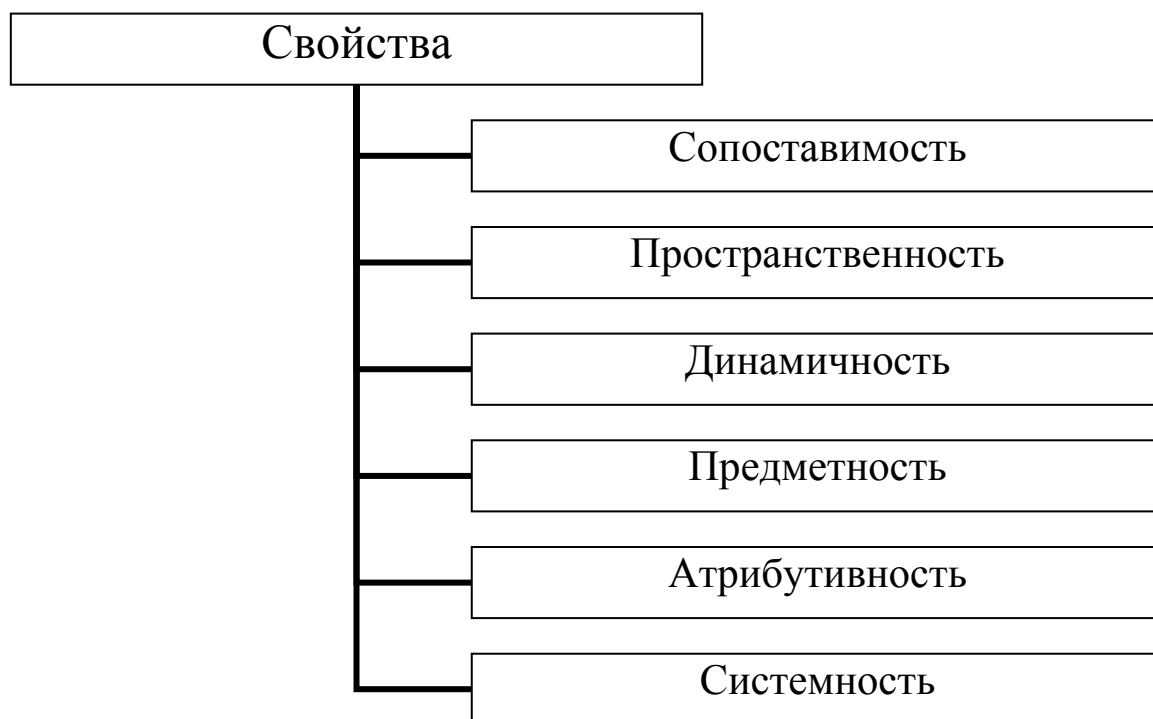 Свойства
Сопоставимость
Пространственность
Динамичность
Предметность
Атрибутивность
Системность